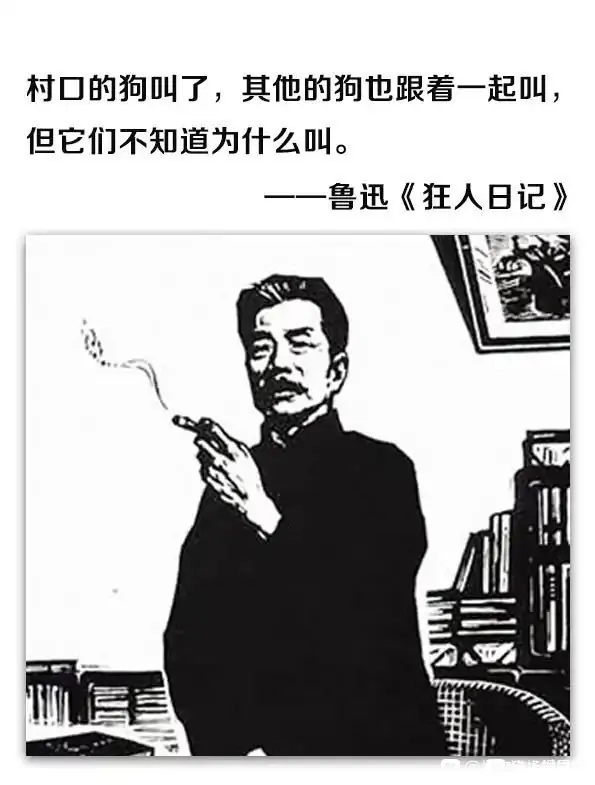 村口的狗叫了，其他的狗也跟着一起叫，
但它们不知道为什么叫。
——鲁迅《狂人日记》